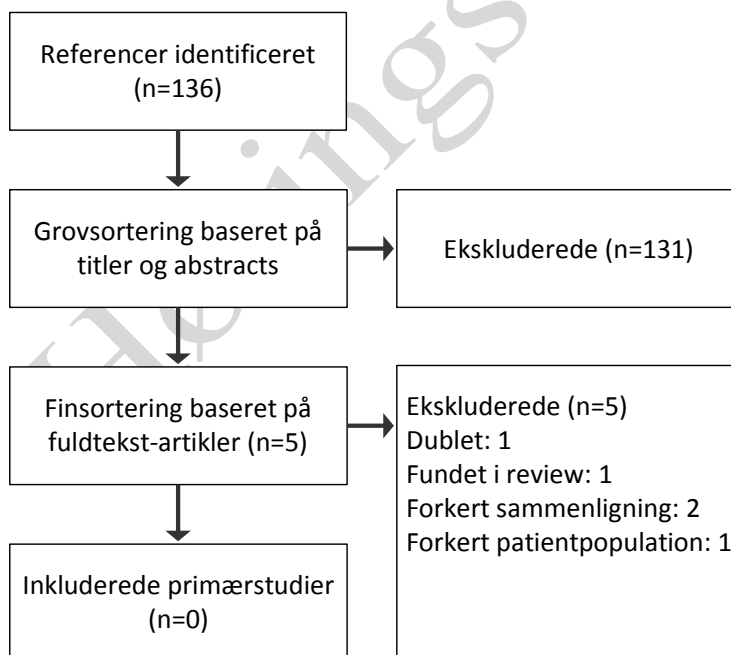 Referencer identificeret
(n=136)
Grovsortering baseret på
titler og abstracts
Ekskluderede (n=131)
Finsortering baseret på
fuldtekst-artikler (n=5)
Ekskluderede (n=5)
Dublet: 1
Fundet i review: 1
Forkert sammenligning: 2
Forkert patientpopulation: 1
Inkluderede primærstudier
(n=0)
Hørings